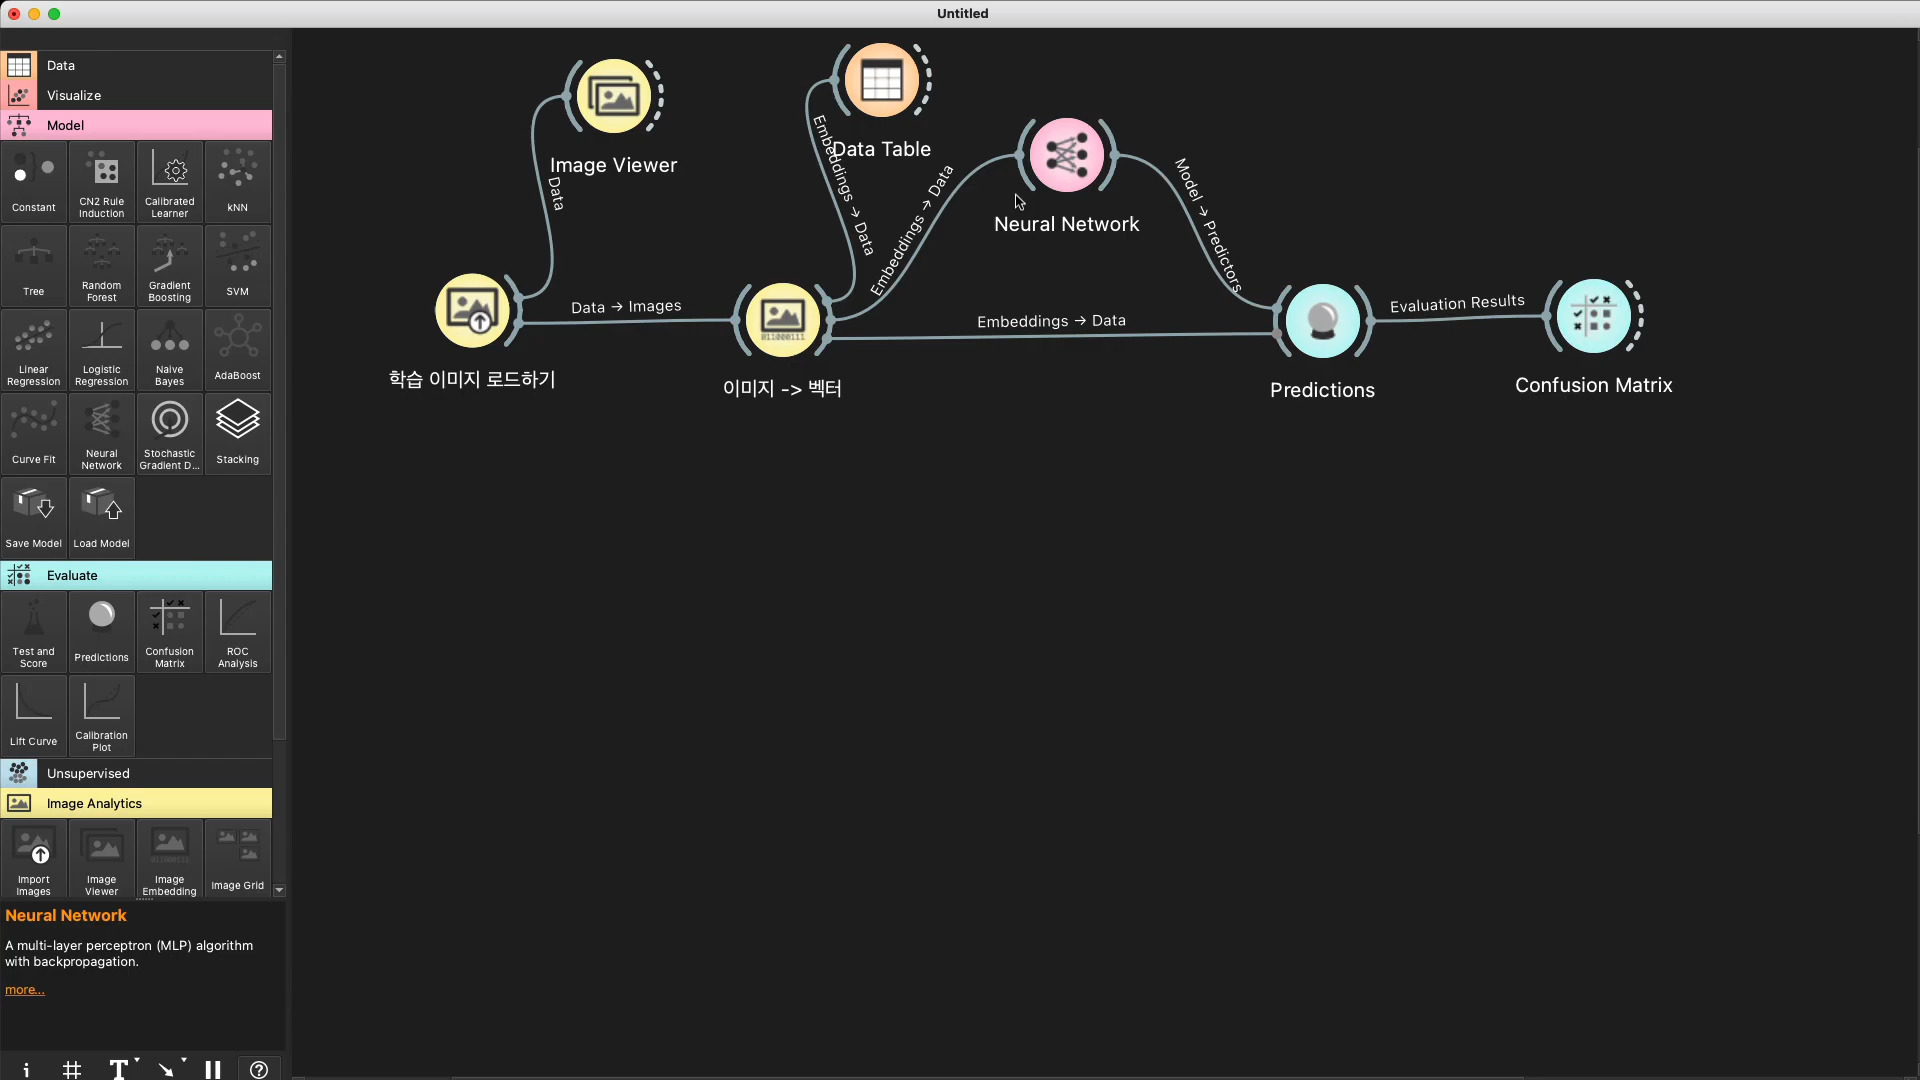 Untitled
Data
Visualize
Model
Constant
CN2 Rule
Induction
Calibrated
Learner
kNN
Tree
Random
Forest
Gradient
Boosting
SVM
Linear
Regression
Logistic
Regression
Naive
Bayes
AdaBoost
Curve Fit
Neural
Network
Stochastic
Gradient D...
Stacking
Save Model
Load Model
Evaluate
Test and
Score
Predictions
Confusion
Matrix
ROC
Analysis
Lift Curve
Calibration
Plot
Unsupervised
Image Analytics
Import
Images
Image
Viewer
Image
Embedding
Image Grid
Neural Network
A multi-layer perceptron (MLP) algorithm
with backpropagation.
more...
Image Viewer
Data
Data Table
Embeddings → Data
Embeddings → Data
Neural Network
Model → Predictors
학습 이미지 로드하기
Data → Images
이미지 -> 벡터
011000111
Embeddings → Data
Predictions
Evaluation Results
Confusion Matrix